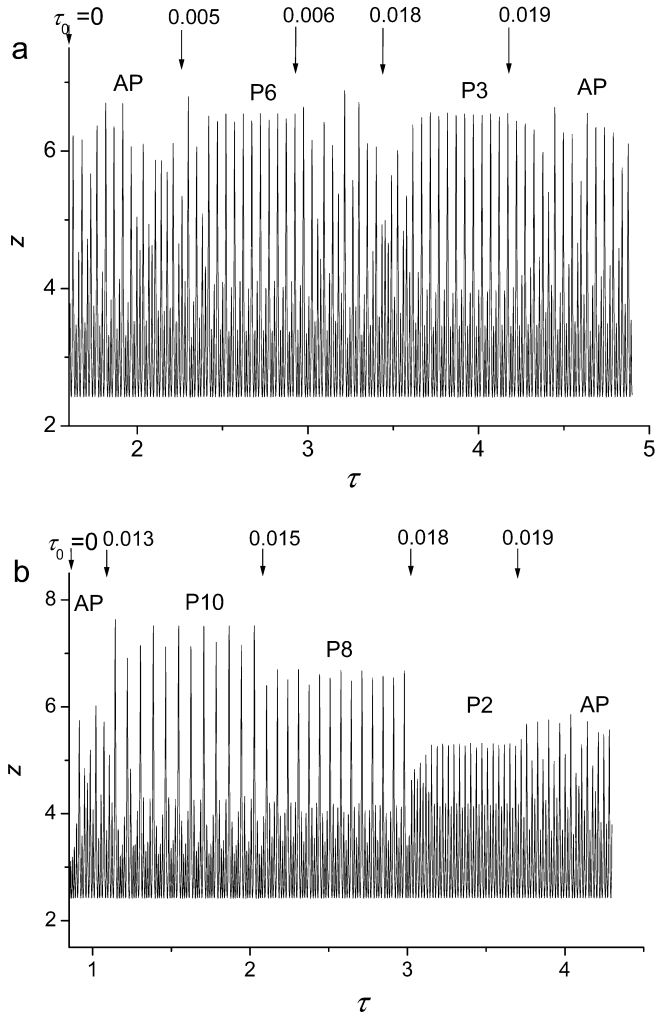 τ₀ =0 0.005 0.006 0.018 0.019
a
AP P6 P3 AP
6
z
4
2
2 3 4 5
τ
τ₀ =0 0.013 0.015 0.018 0.019
b
8
AP P10 P8 P2 AP
6
z
4
2
1 2 3 4
τ